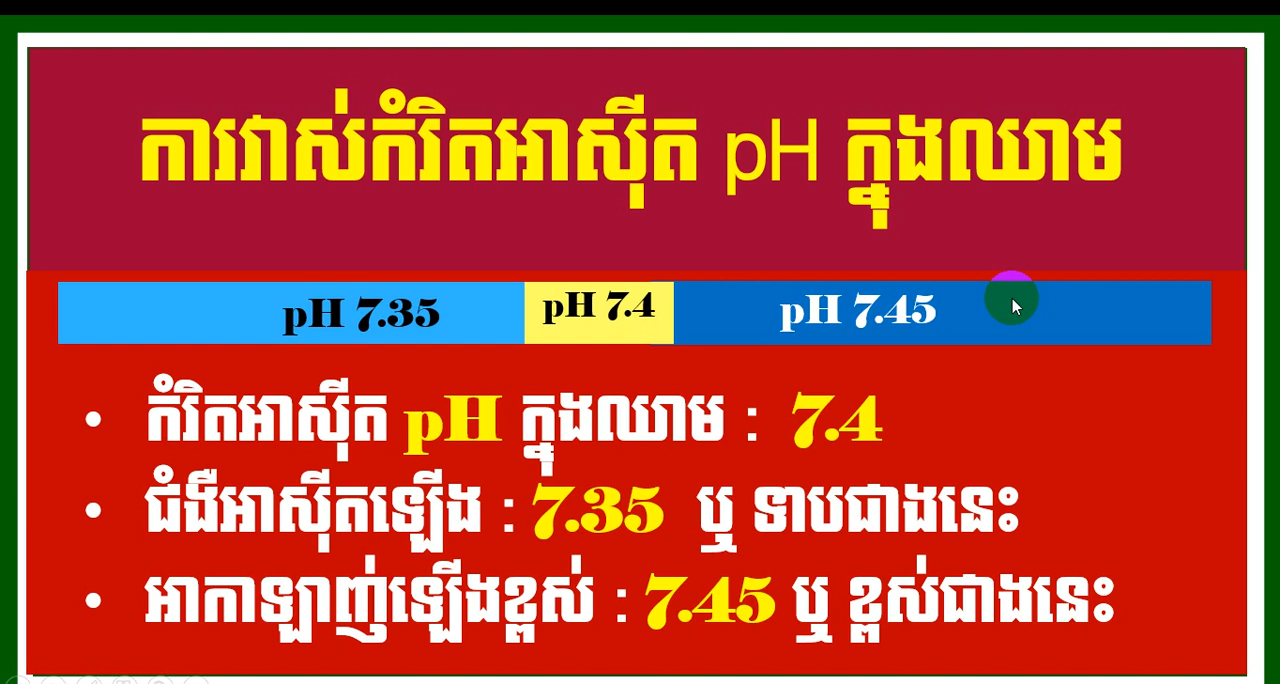 ការវាស់កំរិតអាស៊ីត pH ក្នុងឈាម
pH 7.35 pH 7.4 pH 7.45
• កំរិតអាស៊ីត pH ក្នុងឈាម : 7.4
• ជំងឺអាស៊ីតឡើង : 7.35 ឬ ទាបជាងនេះ
• អាកាឡាញ់ឡើងខ្ពស់ : 7.45 ឬ ខ្ពស់ជាងនេះ